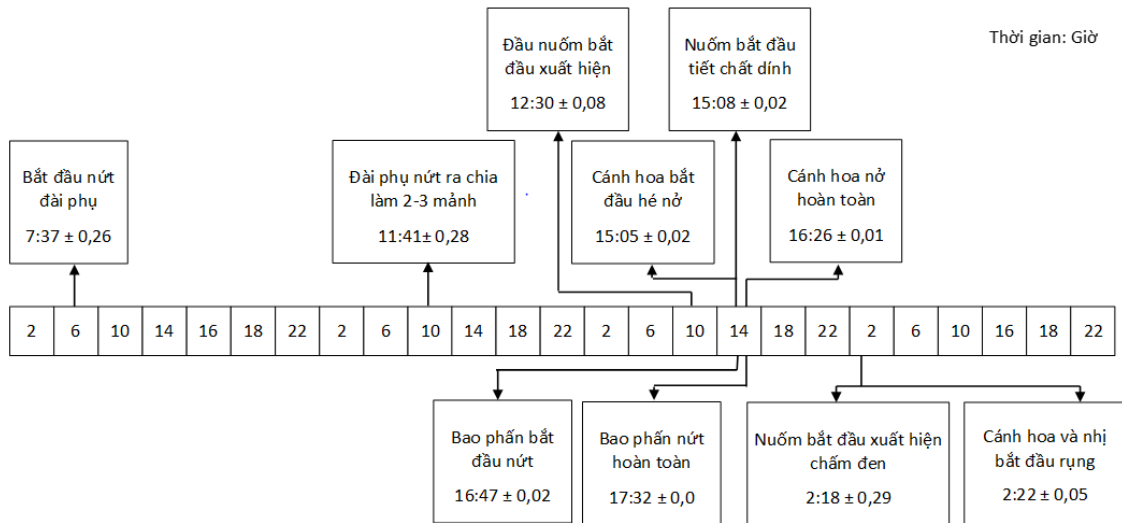 Thời gian: Giờ
Đầu nuốm bắt
đầu xuất hiện
12:30 ± 0,08
Nuốm bắt đầu
tiết chất dính
15:08 ± 0,02
Bắt đầu nứt
đài phụ
7:37 ± 0,26
Đài phụ nứt ra chia
làm 2-3 mảnh
11:41± 0,28
Cánh hoa bắt
đầu hé nở
15:05 ± 0,02
Cánh hoa nở
hoàn toàn
16:26 ± 0,01
2 6 10 14 16 18 22 2 6 10 14 18 22 2 6 10 14 18 22 2 6 10 16 18 22
Bao phấn bắt
đầu nứt
16:47 ± 0,02
Bao phấn nứt
hoàn toàn
17:32 ± 0,0
Nuốm bắt đầu xuất hiện
chấm đen
2:18 ± 0,29
Cánh hoa và nhị
bắt đầu rụng
2:22 ± 0,05